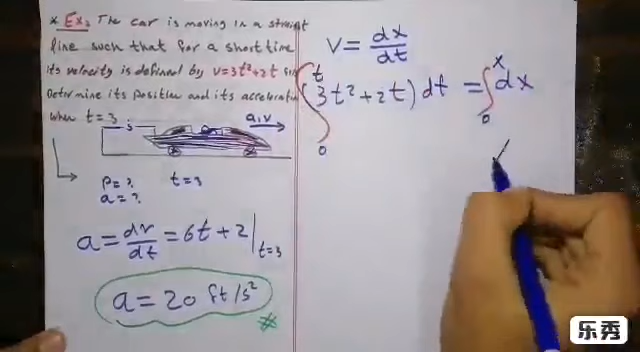 * Ex: The car is moving in a straight
line such that for a short time
its velocity is defined by v=3t²+2t
Determine its position and its acceleration
when t=3
s
a,v
P=?
t=3
a=?
a = dv/dt = 6t+2 | t=3
a = 20 ft/s²
V = dx/dt
∫₀ᵗ (3t²+2t) dt = ∫₀ˣ dx
乐秀